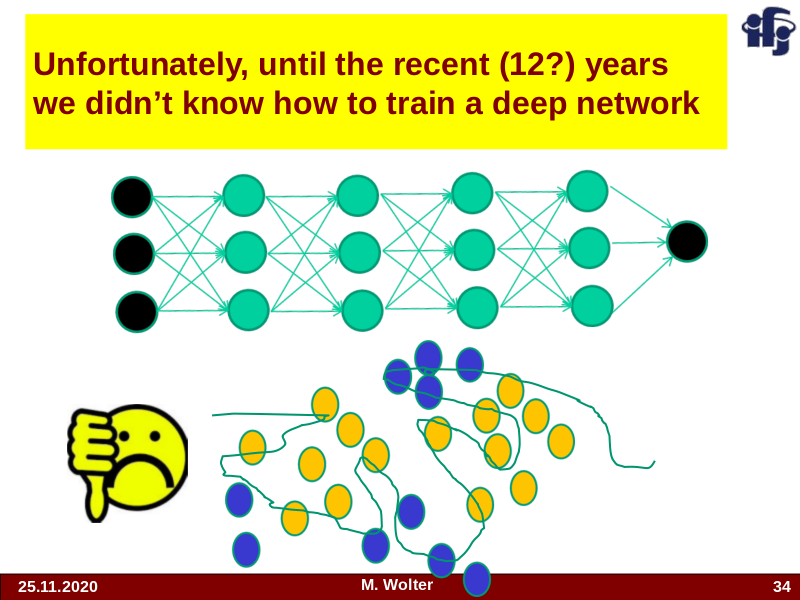 Unfortunately, until the recent (12?) years
we didn’t know how to train a deep network
ifj
25.11.2020
M. Wolter
34